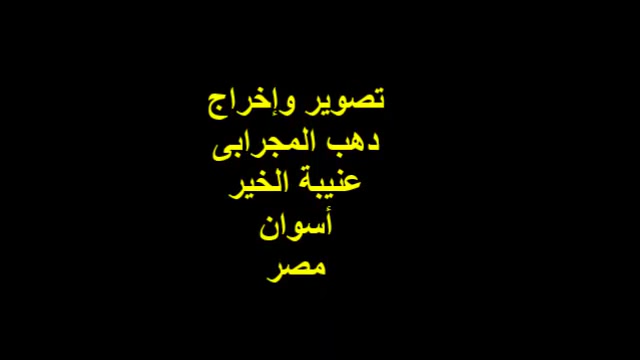 تصوير وإخراج
دهب المجرابى
عنيبة الخير
أسوان
مصر